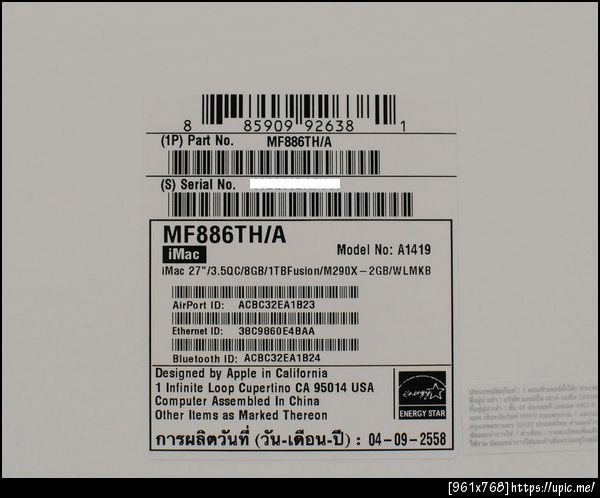 8 85909 92638 1
(1P) Part No. MF886TH/A
(S) Serial No.
MF886TH/A
iMac
Model No: A1419
iMac 27"/3.5QC/8GB/1TBFusion/M290X-2GB/WLMKB
AirPort ID: ACBC32EA1B23
Ethernet ID: 3BC9860E4BAA
Bluetooth ID: ACBC32EA1B24
Designed by Apple in California
1 Infinite Loop Cupertino CA 95014 USA
Computer Assembled In China
Other Items as Marked Thereon
energy
ENERGY STAR
การผลิตวันที่ (วัน-เดือน-ปี) : 04-09-2558
[961x768]https://upic.me/